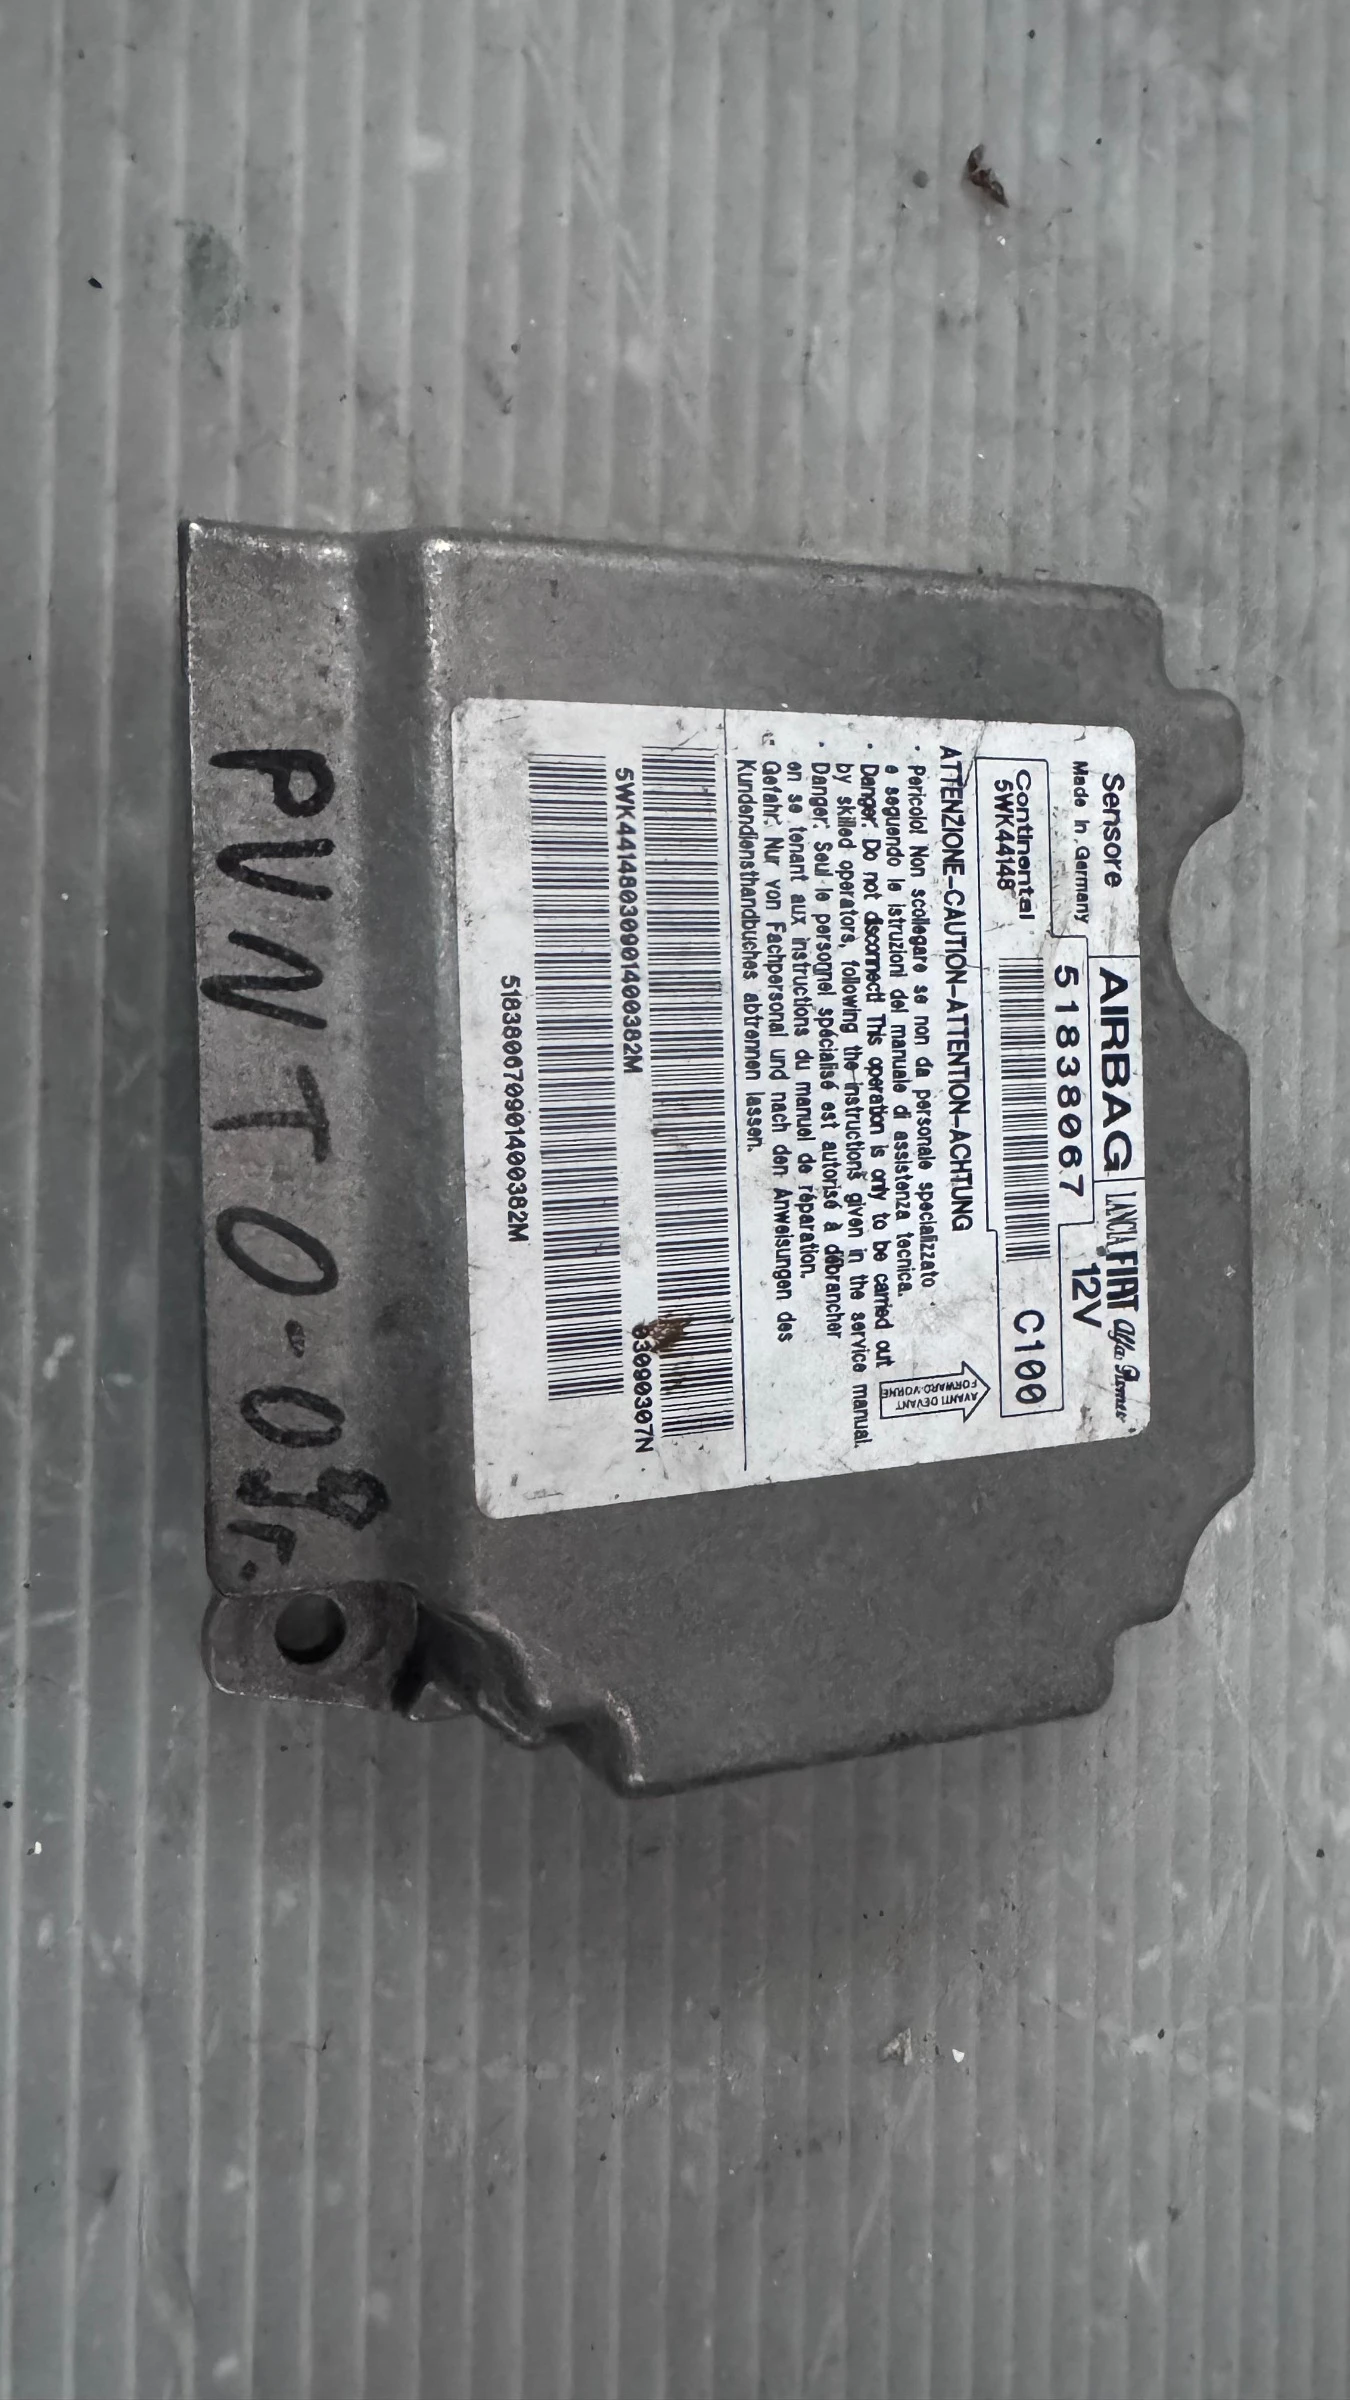 Sensore AIRBAG LANCIA FIAT Alfa Romeo
Made In Germany 51838067 12V
Continental
5WK44148 C100
ATTENZIONE-CAUTION-ATTENTION-ACHTUNG
• Pericolo! Non scollegare se non da personale specializzato
e seguendo le istruzioni del manuale di assistenza tecnica.
• Danger: Do not disconnect! This operation is only to be carried out
by skilled operators, following the instructions given in the service manual.
• Danger: Seul le personnel spécialisé est autorisé à débrancher
en se tenant aux instructions du manuel de réparation.
• Gefahr: Nur von Fachpersonal und nach den Anweisungen des
Kundendiensthandbuches abtrennen lassen.
AVANTI DEVANT
FORWARD VORNE
5WK44148030901400382M 03090307N
518380670901400382M
PUNTO-09r.